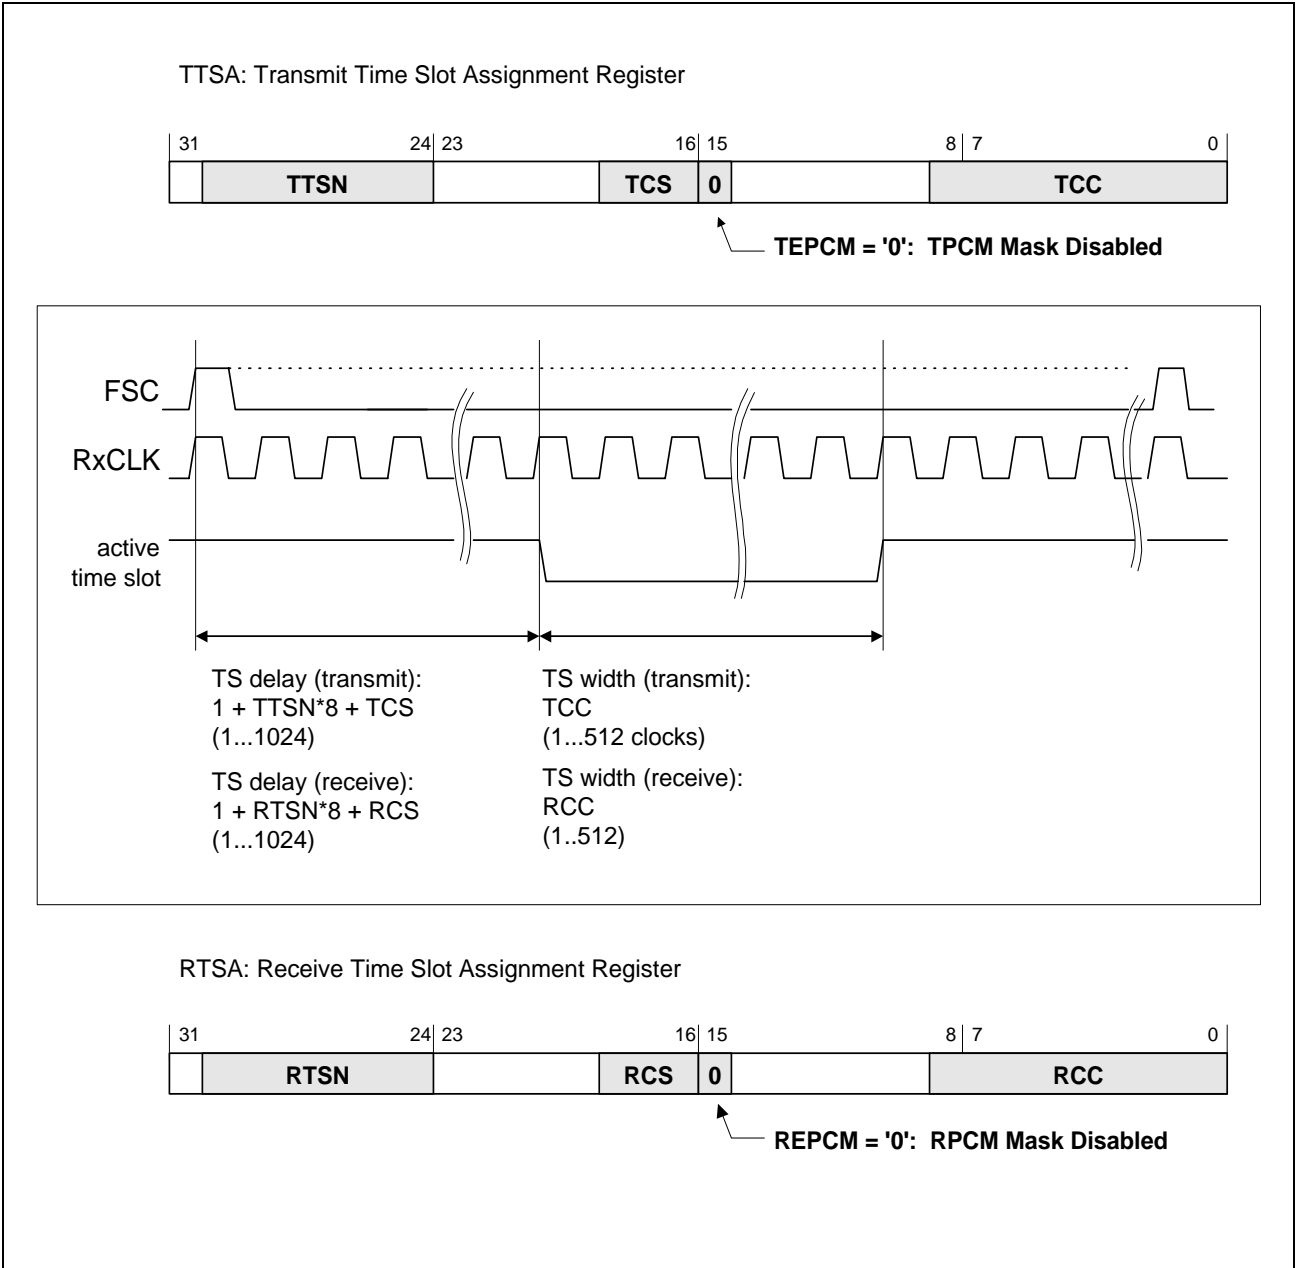 TTSA: Transmit Time Slot Assignment Register
31 24 23 16 15 8 7 0
TTSN TCS 0 TCC
TEPCM = '0': TPCM Mask Disabled
FSC
RxCLK
active
time slot
TS delay (transmit):
1 + TTSN*8 + TCS
(1...1024)
TS delay (receive):
1 + RTSN*8 + RCS
(1...1024)
TS width (transmit):
TCC
(1...512 clocks)
TS width (receive):
RCC
(1..512)
RTSA: Receive Time Slot Assignment Register
31 24 23 16 15 8 7 0
RTSN RCS 0 RCC
REPCM = '0': RPCM Mask Disabled